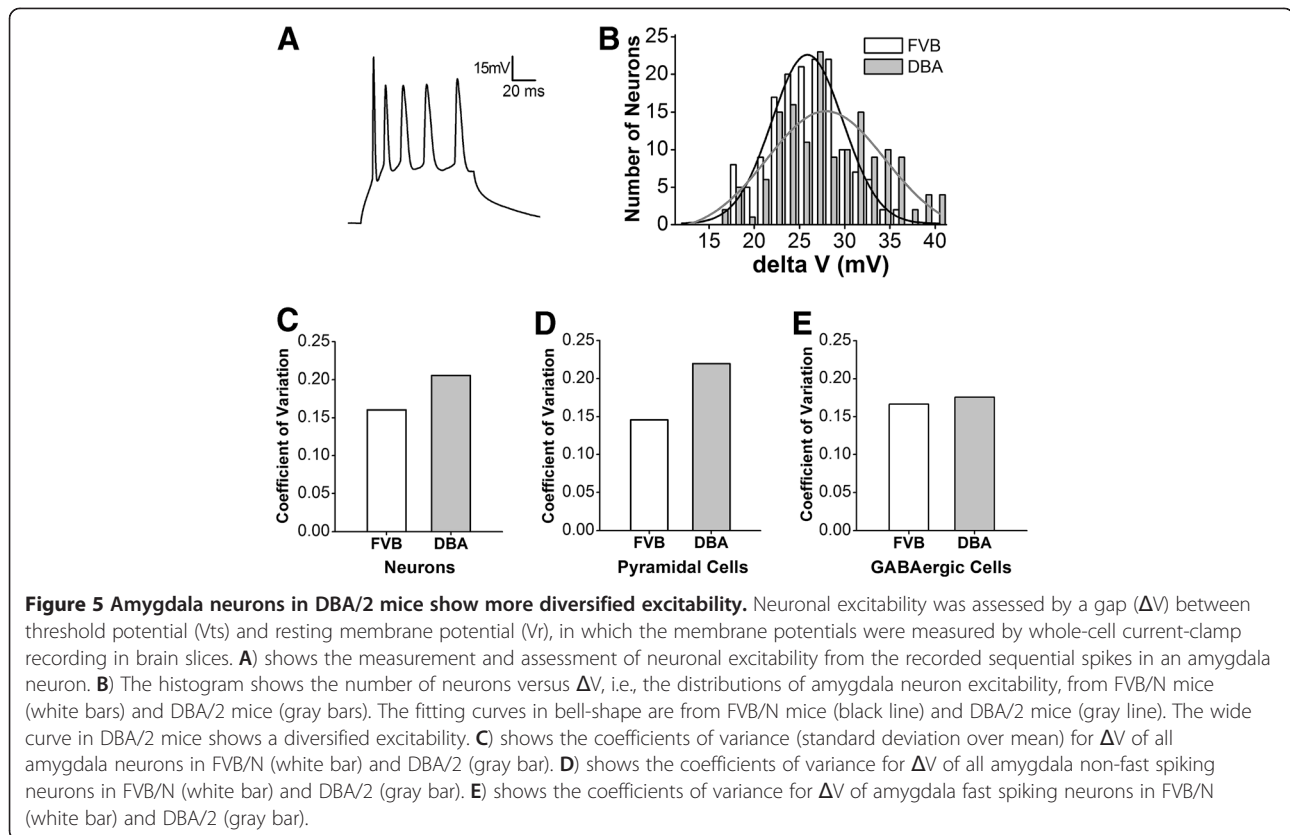 A
15mV
20 ms
B
25
20
15
10
5
0
Number of Neurons
FVB
DBA
15 20 25 30 35 40
delta V (mV)
C
0.25
0.20
0.15
0.10
0.05
0.00
Coefficient of Variation
FVB DBA
Neurons
D
0.25
0.20
0.15
0.10
0.05
0.00
Coefficient of Variation
FVB DBA
Pyramidal Cells
E
0.25
0.20
0.15
0.10
0.05
0.00
Coefficient of Variation
FVB DBA
GABAergic Cells
Figure 5 Amygdala neurons in DBA/2 mice show more diversified excitability. Neuronal excitability was assessed by a gap (ΔV) between
threshold potential (Vts) and resting membrane potential (Vr), in which the membrane potentials were measured by whole-cell current-clamp
recording in brain slices. A) shows the measurement and assessment of neuronal excitability from the recorded sequential spikes in an amygdala
neuron. B) The histogram shows the number of neurons versus ΔV, i.e., the distributions of amygdala neuron excitability, from FVB/N mice
(white bars) and DBA/2 mice (gray bars). The fitting curves in bell-shape are from FVB/N mice (black line) and DBA/2 mice (gray line). The wide
curve in DBA/2 mice shows a diversified excitability. C) shows the coefficients of variance (standard deviation over mean) for ΔV of all
amygdala neurons in FVB/N (white bar) and DBA/2 (gray bar). D) shows the coefficients of variance for ΔV of all amygdala non-fast spiking
neurons in FVB/N (white bar) and DBA/2 (gray bar). E) shows the coefficients of variance for ΔV of amygdala fast spiking neurons in FVB/N
(white bar) and DBA/2 (gray bar).